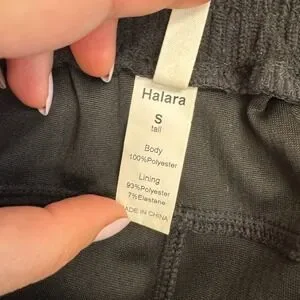 Halara
S
tall
Body
100%Polyester
Lining
93%Polyester
7%Elastene
MADE IN CHINA